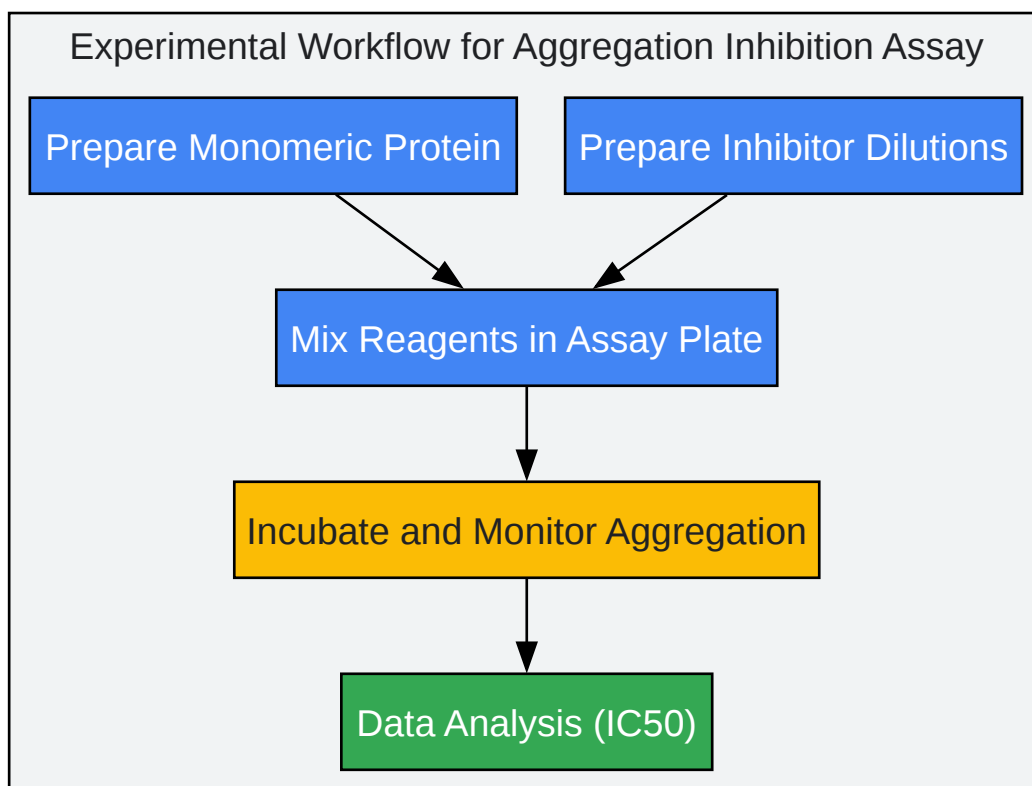 Experimental Workflow for Aggregation Inhibition Assay
Prepare Monomeric Protein
Prepare Inhibitor Dilutions
Mix Reagents in Assay Plate
Incubate and Monitor Aggregation
Data Analysis (IC50)